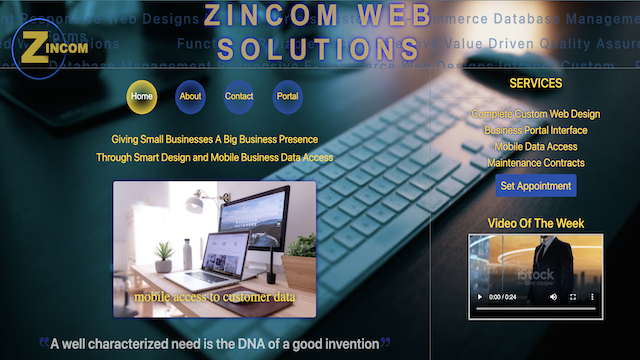 ZINCOM WEB
SOLUTIONS
ZINCOM
Home
About
Contact
Portal
Giving Small Businesses A Big Business Presence
Through Smart Design and Mobile Business Data Access
mobile access to customer data
"A well characterized need is the DNA of a good invention"
SERVICES
Complete Custom Web Design
Business Portal Interface
Mobile Data Access
Maintenance Contracts
Set Appointment
Video Of The Week
iStock
0:00 / 0:24